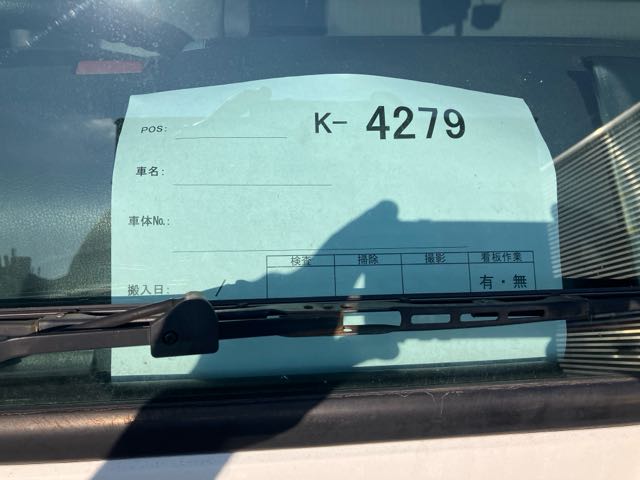 POS: K- 4279
車名:
車体No.:
検査 掃除 撮影 看板作業
搬入日: / 有・無